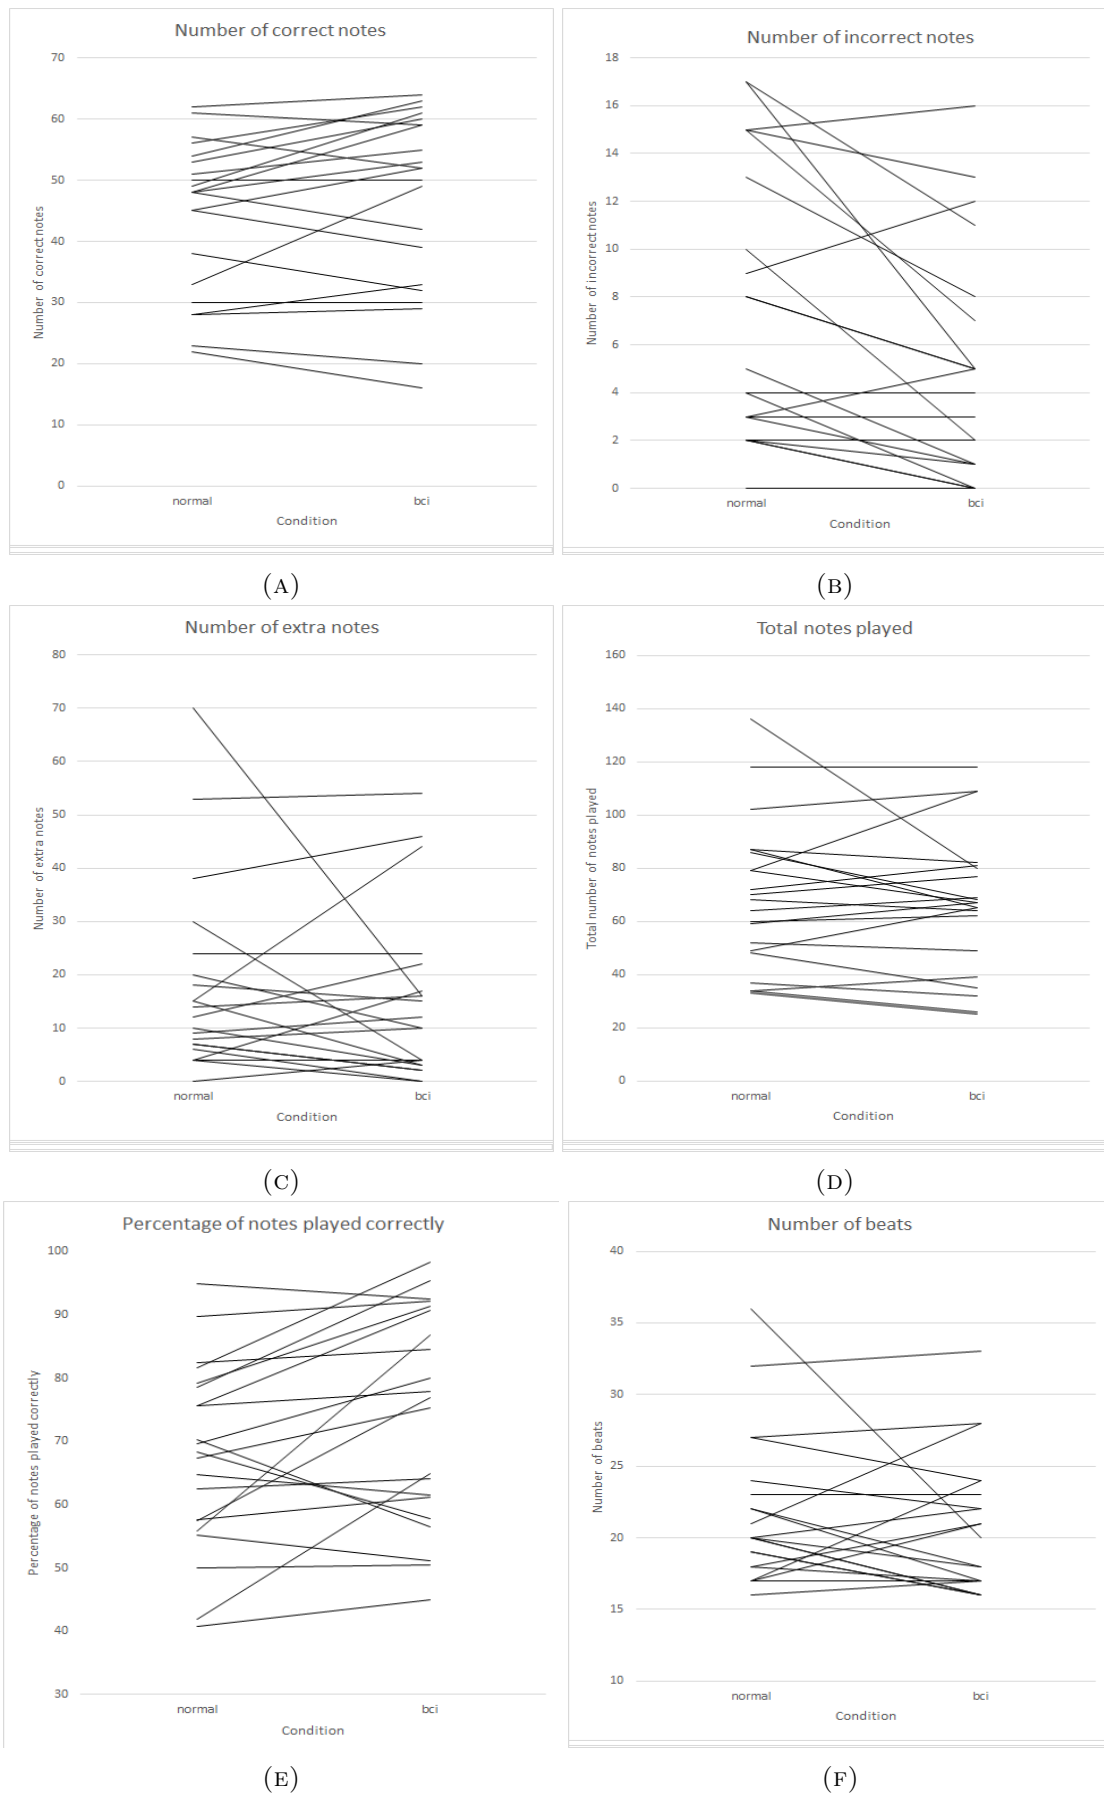 Number of correct notes
70
60
50
40
30
20
10
0
Number of correct notes
normal bci
Condition
(A)
Number of incorrect notes
18
16
14
12
10
8
6
4
2
0
Number of incorrect notes
normal bci
Condition
(B)
Number of extra notes
80
70
60
50
40
30
20
10
0
Number of extra notes
normal bci
Condition
(C)
Total notes played
160
140
120
100
80
60
40
20
0
Total number of notes played
normal bci
Condition
(D)
Percentage of notes played correctly
100
90
80
70
60
50
40
30
Percentage of notes played correctly
normal bci
Condition
(E)
Number of beats
40
35
30
25
20
15
10
Number of beats
normal bci
Condition
(F)